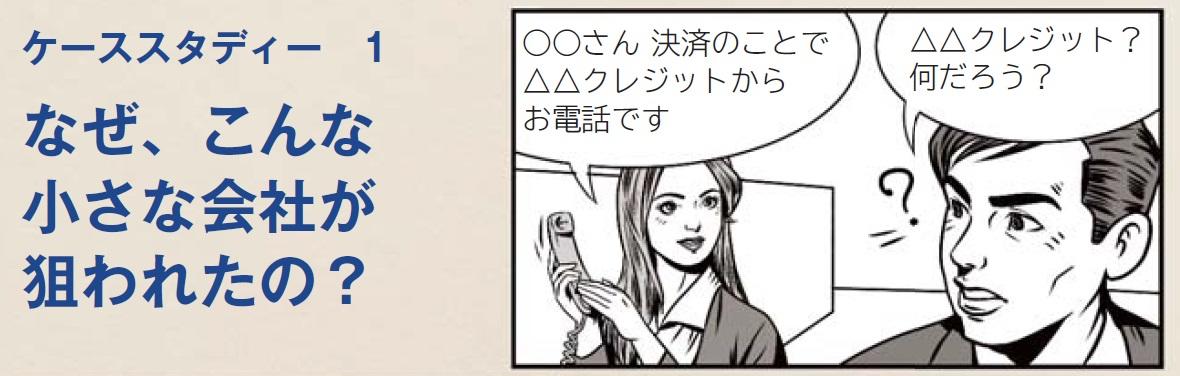 ケーススタディー　1
なぜ、こんな
小さな会社が
狙われたの？
○○さん 決済のことで
△△クレジットから
お電話です
△△クレジット？
何だろう？
?